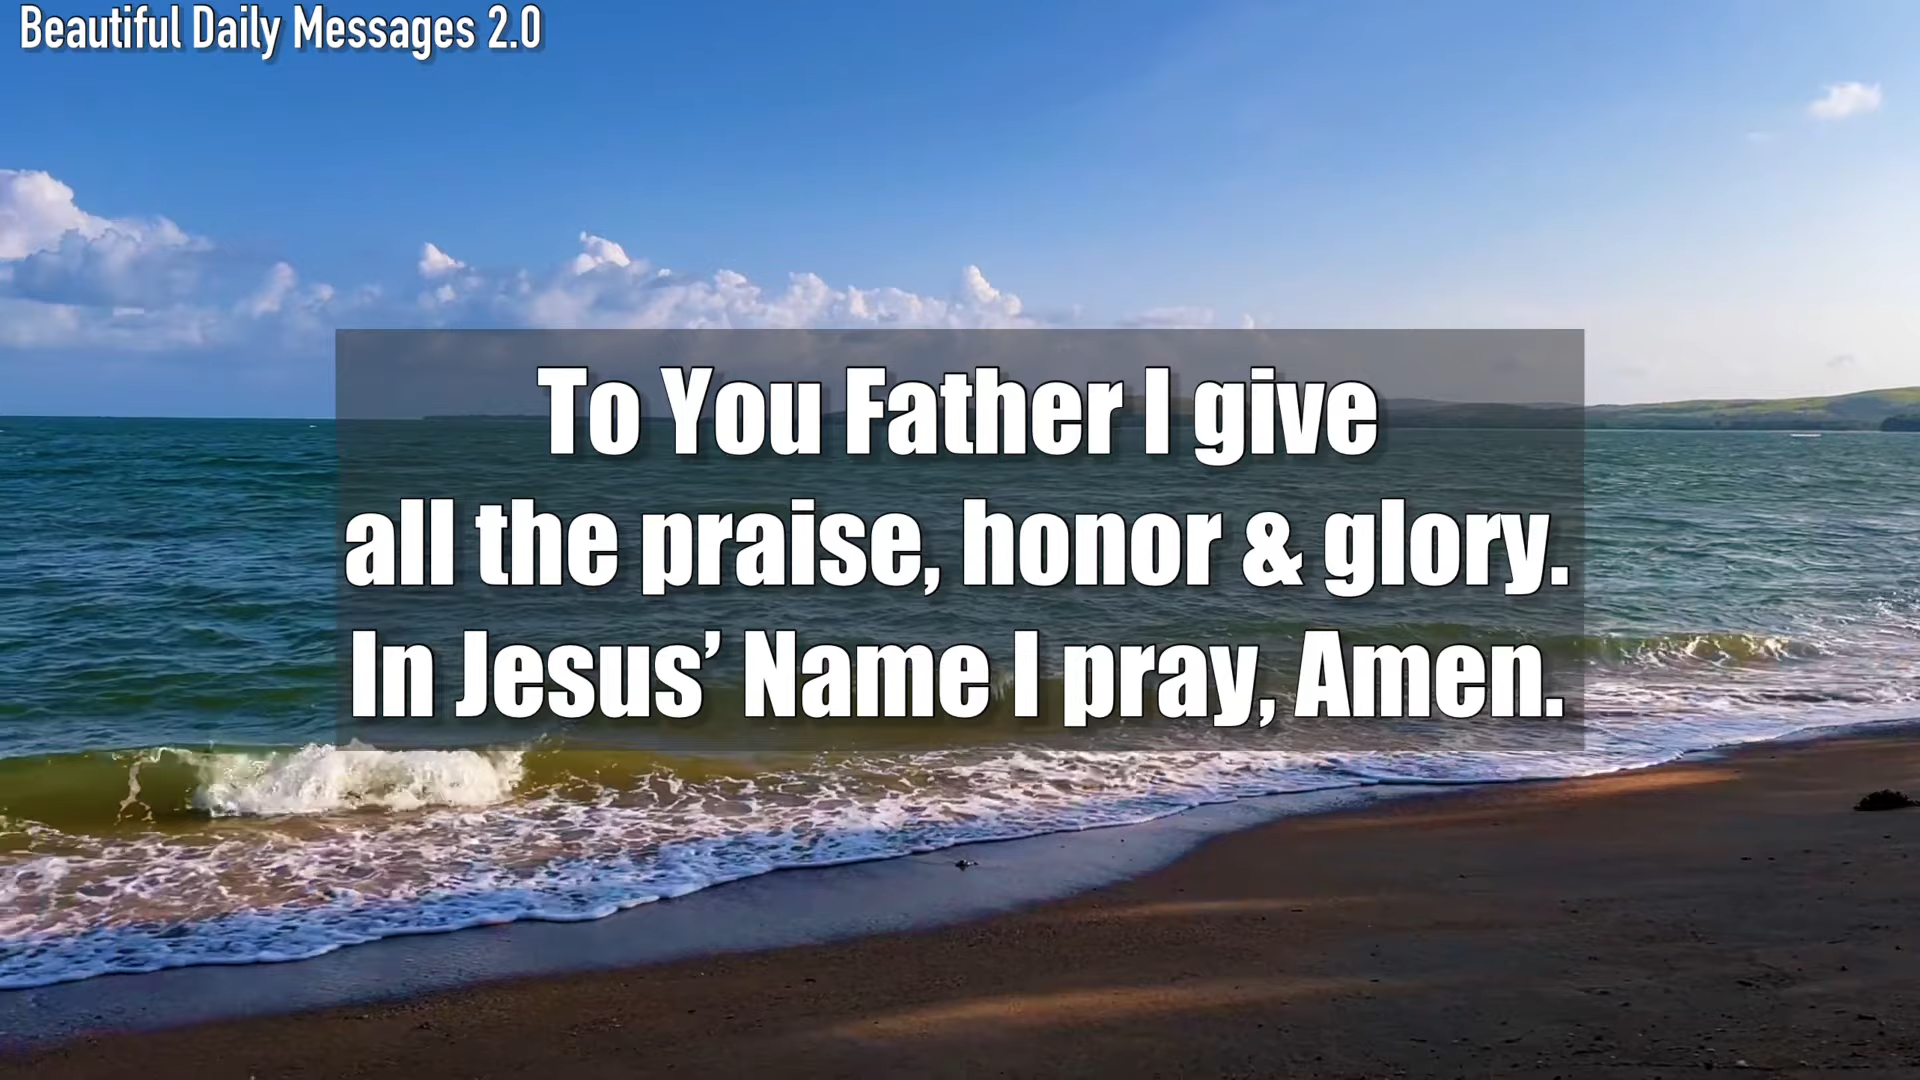 Beautiful Daily Messages 2.0
To You Father I give
all the praise, honor & glory.
In Jesus’ Name I pray, Amen.